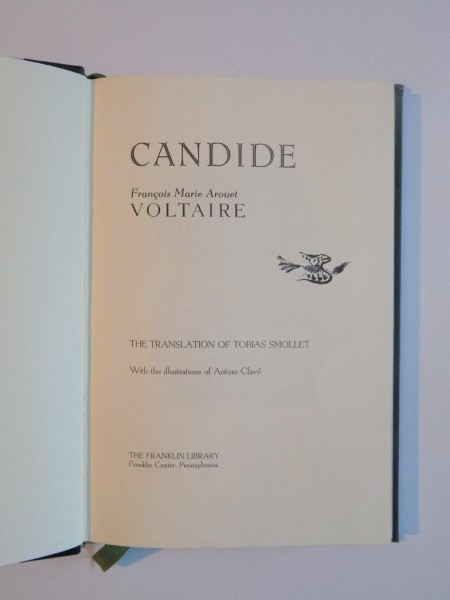 CANDIDE
François Marie Arouet
VOLTAIRE
THE TRANSLATION OF TOBIAS SMOLLET
With the illustrations of Antoni Clavé
THE FRANKLIN LIBRARY
Franklin Center, Pennsylvania